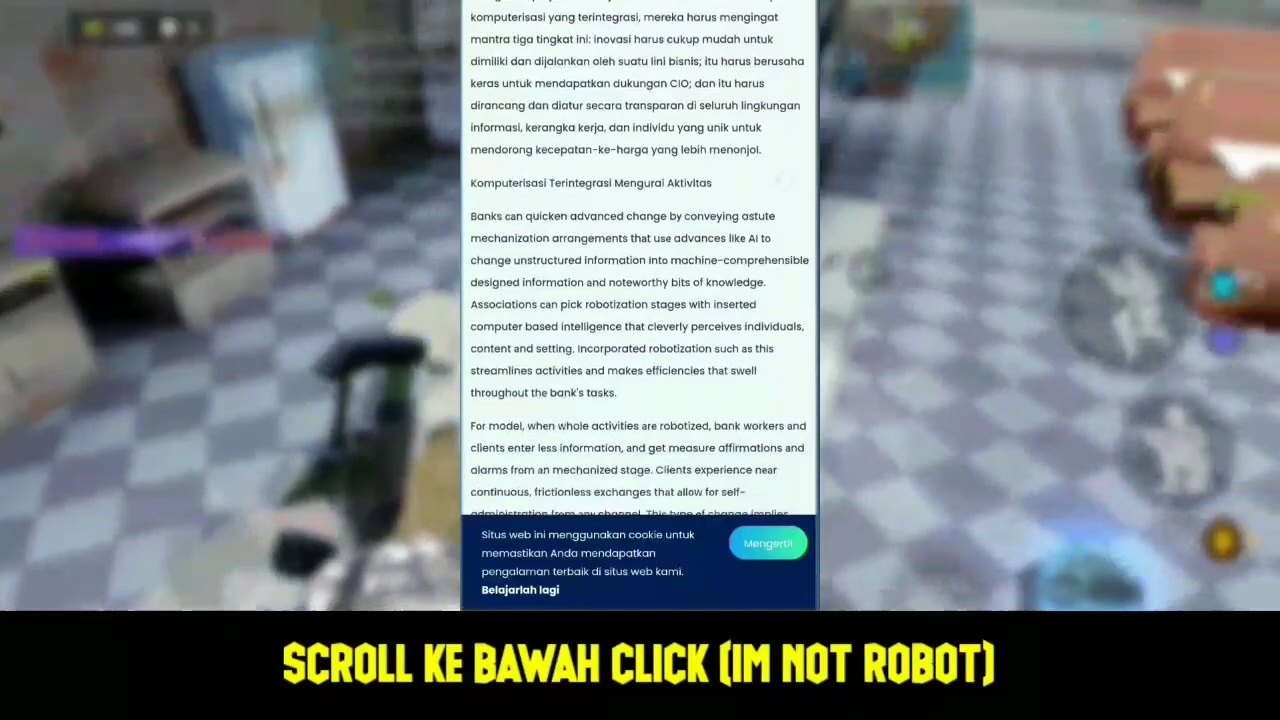 komputerisasi yang terintegrasi, mereka harus mengingat
mantra tiga tingkat ini: inovasi harus cukup mudah untuk
dimiliki dan dijalankan oleh suatu lini bisnis; itu harus berusaha
keras untuk mendapatkan dukungan CIO; dan itu harus
dirancang dan diatur secara transparan di seluruh lingkungan
informasi, kerangka kerja, dan individu yang unik untuk
mendorong kecepatan-ke-harga yang lebih menonjol.
Komputerisasi Terintegrasi Mengurai Aktivitas
Banks can quicken advanced change by conveying astute
mechanization arrangements that use advances like AI to
change unstructured information into machine-comprehensible
designed information and noteworthy bits of knowledge.
Associations can pick robotization stages with inserted
computer based intelligence that cleverly perceives individuals,
content and setting. Incorporated robotization such as this
streamlines activities and makes efficiencies that swell
throughout the bank's tasks.
For model, when whole activities are robotized, bank workers and
clients enter less information, and get measure affirmations and
alarms from an mechanized stage. Clients experience near
continuous, frictionless exchanges that allow for self-
administration from any channel. This type of change implies
Situs web ini menggunakan cookie untuk
memastikan Anda mendapatkan
pengalaman terbaik di situs web kami.
Belajarlah lagi
Mengerti!
SCROLL KE BAWAH CLICK (IM NOT ROBOT)